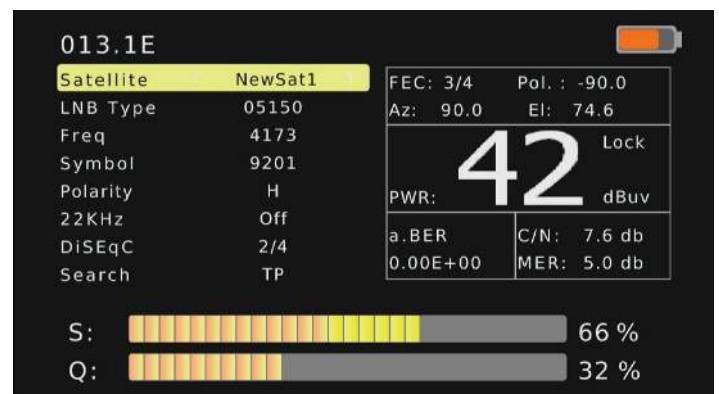 013.1E
Satellite NewSat1
LNB Type 05150
Freq 4173
Symbol 9201
Polarity H
22KHz Off
DiSEqC 2/4
Search TP
FEC: 3/4 Pol. : -90.0
Az: 90.0 El: 74.6
Lock
PWR: 42 dBuv
a.BER
0.00E+00
C/N: 7.6 db
MER: 5.0 db
S: 66 %
Q: 32 %